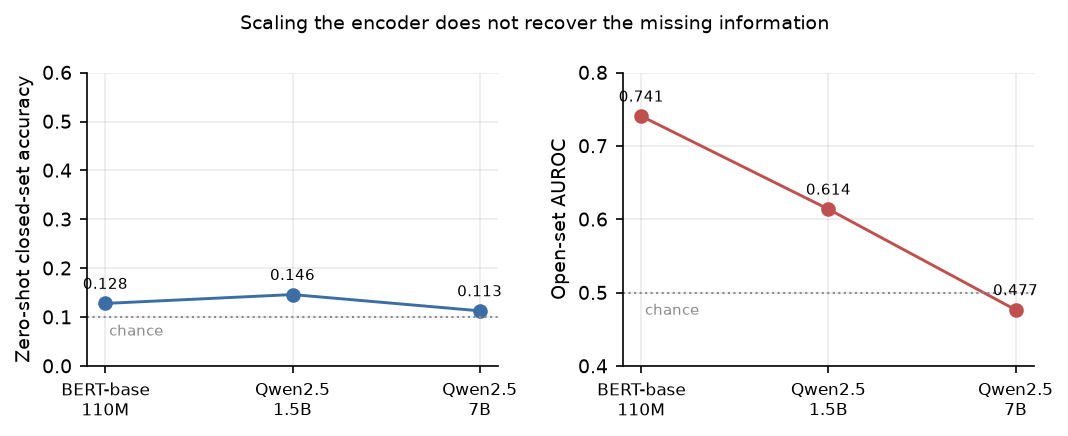 Scaling the encoder does not recover the missing information
Zero-shot closed-set accuracy
0.6
0.5
0.4
0.3
0.2
0.1
0.0
0.128
0.146
0.113
chance
BERT-base
110M
Qwen2.5
1.5B
Qwen2.5
7B
Open-set AUROC
0.8
0.7
0.6
0.5
0.4
0.741
0.614
0.477
chance
BERT-base
110M
Qwen2.5
1.5B
Qwen2.5
7B